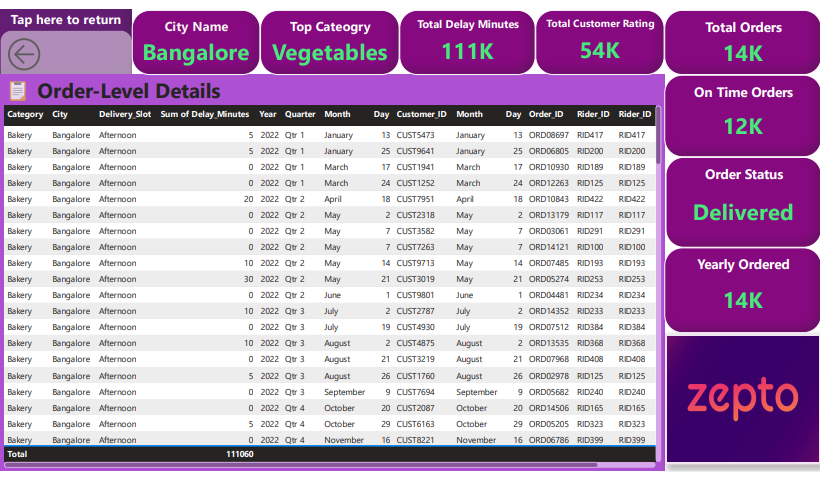 Tap here to return
City Name
Bangalore
Top Cateogry
Vegetables
Total Delay Minutes
111K
Total Customer Rating
54K
Total Orders
14K
On Time Orders
12K
Order Status
Delivered
Yearly Ordered
14K
zepto
Order-Level Details
Category City Delivery_Slot Sum of Delay_Minutes Year Quarter Month Day Customer_ID Month Day Order_ID Rider_ID Rider_ID
Bakery Bangalore Afternoon 5 2022 Qtr 1 January 13 CUST5473 January 13 ORD08697 RID417 RID417
Bakery Bangalore Afternoon 5 2022 Qtr 1 January 25 CUST9641 January 25 ORD06805 RID200 RID200
Bakery Bangalore Afternoon 0 2022 Qtr 1 March 17 CUST1941 March 17 ORD10930 RID189 RID189
Bakery Bangalore Afternoon 0 2022 Qtr 1 March 24 CUST1252 March 24 ORD12263 RID125 RID125
Bakery Bangalore Afternoon 20 2022 Qtr 2 April 18 CUST7951 April 18 ORD10843 RID422 RID422
Bakery Bangalore Afternoon 0 2022 Qtr 2 May 2 CUST2318 May 2 ORD13179 RID117 RID117
Bakery Bangalore Afternoon 0 2022 Qtr 2 May 7 CUST3582 May 7 ORD03061 RID291 RID291
Bakery Bangalore Afternoon 0 2022 Qtr 2 May 7 CUST7263 May 7 ORD14121 RID100 RID100
Bakery Bangalore Afternoon 10 2022 Qtr 2 May 14 CUST9713 May 14 ORD07485 RID193 RID193
Bakery Bangalore Afternoon 30 2022 Qtr 2 May 21 CUST3019 May 21 ORD05274 RID253 RID253
Bakery Bangalore Afternoon 0 2022 Qtr 2 June 1 CUST9801 June 1 ORD04481 RID234 RID234
Bakery Bangalore Afternoon 10 2022 Qtr 3 July 2 CUST2787 July 2 ORD14352 RID233 RID233
Bakery Bangalore Afternoon 0 2022 Qtr 3 July 19 CUST4930 July 19 ORD07512 RID384 RID384
Bakery Bangalore Afternoon 10 2022 Qtr 3 August 2 CUST4875 August 2 ORD13535 RID368 RID368
Bakery Bangalore Afternoon 0 2022 Qtr 3 August 21 CUST3219 August 21 ORD07968 RID408 RID408
Bakery Bangalore Afternoon 5 2022 Qtr 3 August 26 CUST1760 August 26 ORD02978 RID125 RID125
Bakery Bangalore Afternoon 0 2022 Qtr 3 September 9 CUST7694 September 9 ORD05682 RID240 RID240
Bakery Bangalore Afternoon 0 2022 Qtr 4 October 20 CUST2087 October 20 ORD14506 RID165 RID165
Bakery Bangalore Afternoon 5 2022 Qtr 4 October 29 CUST6163 October 29 ORD05205 RID323 RID323
Bakery Bangalore Afternoon 0 2022 Qtr 4 November 16 CUST8221 November 16 ORD06786 RID399 RID399
Total 111060